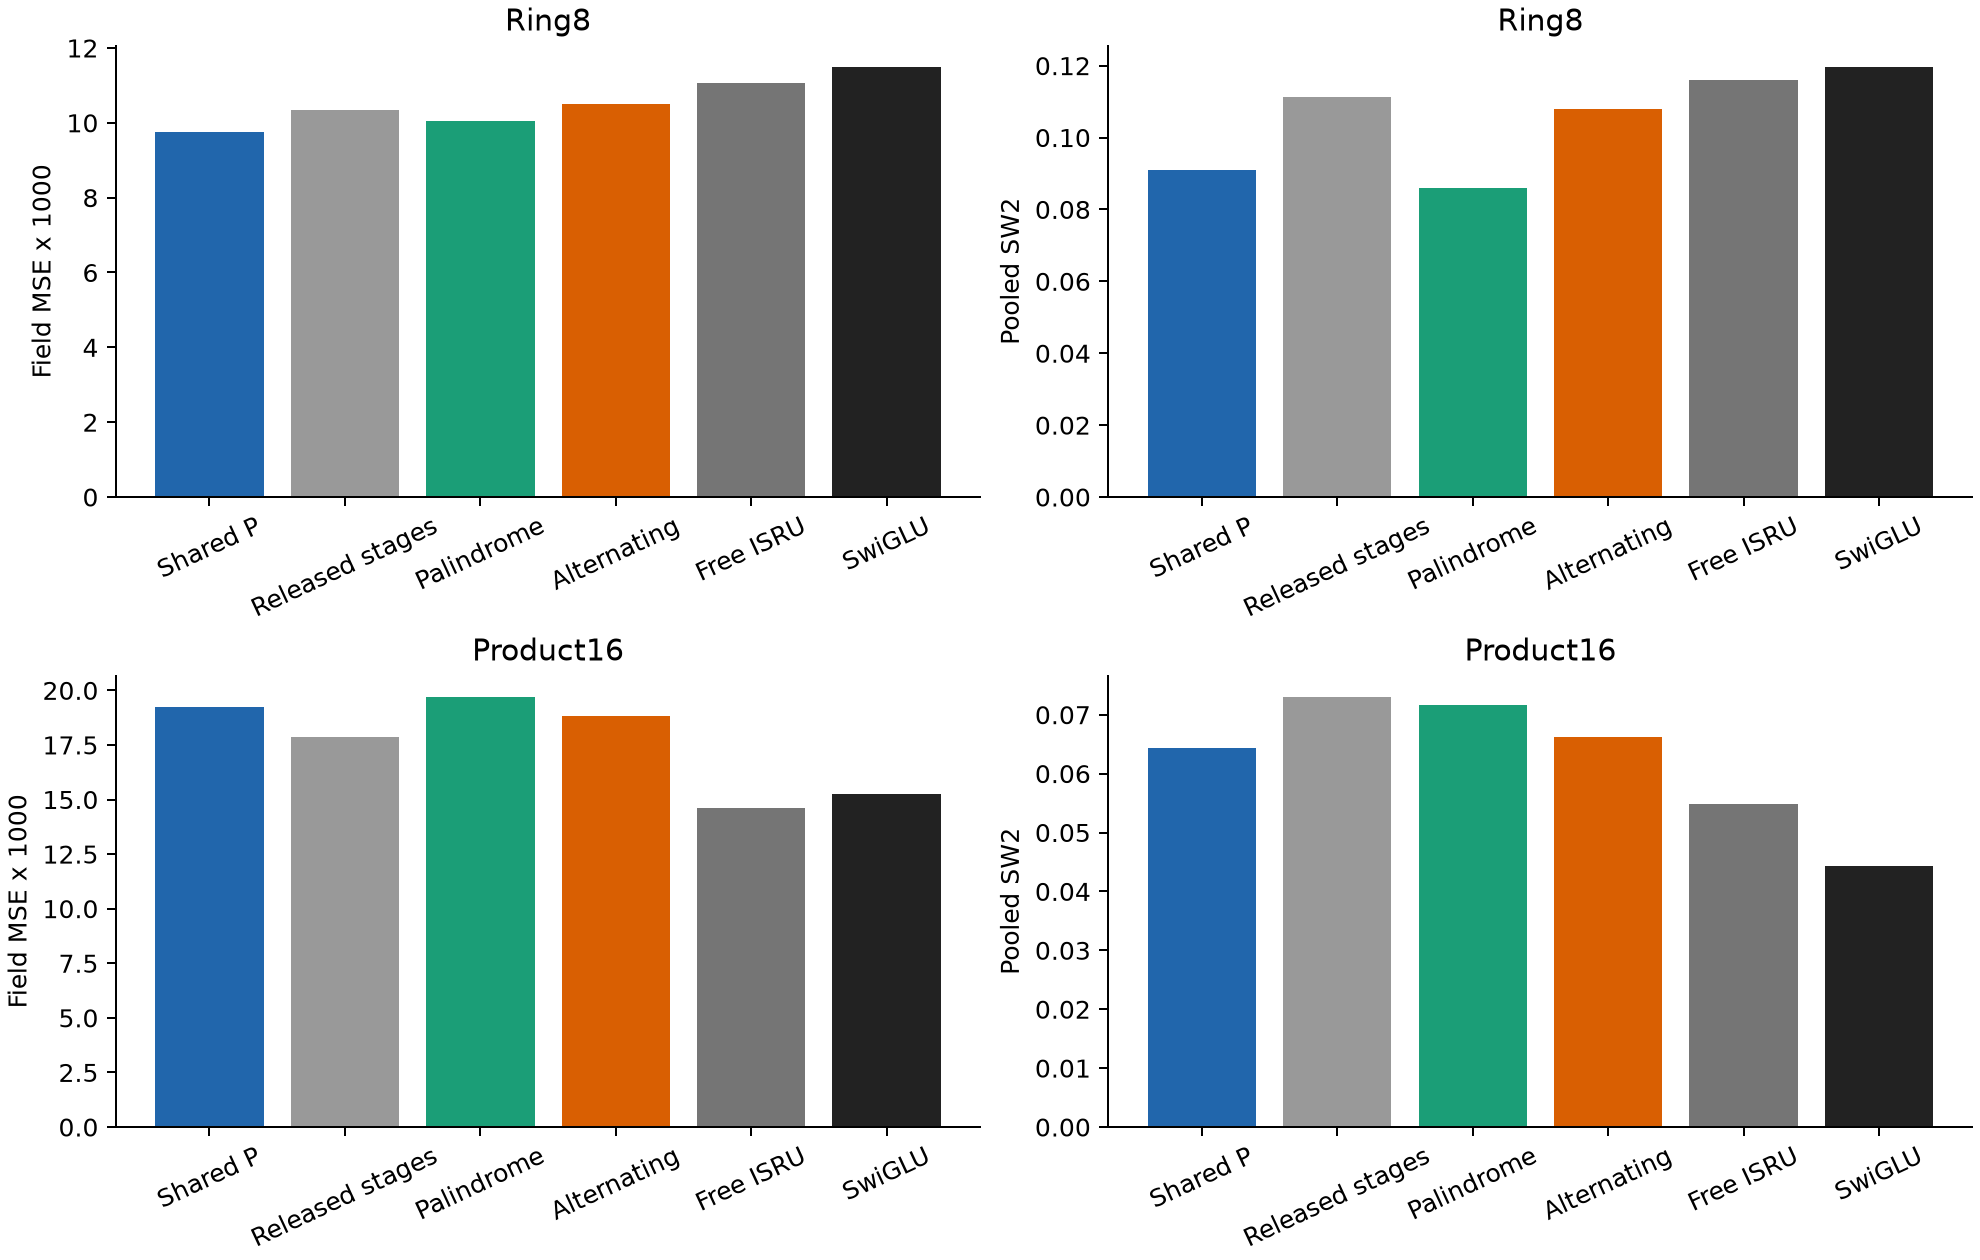 Ring8
Field MSE x 1000
12
10
8
6
4
2
0
Shared P
Released stages
Palindrome
Alternating
Free ISRU
SwiGLU
Ring8
Pooled SW2
0.12
0.10
0.08
0.06
0.04
0.02
0.00
Shared P
Released stages
Palindrome
Alternating
Free ISRU
SwiGLU
Product16
Field MSE x 1000
20.0
17.5
15.0
12.5
10.0
7.5
5.0
2.5
0.0
Shared P
Released stages
Palindrome
Alternating
Free ISRU
SwiGLU
Product16
Pooled SW2
0.07
0.06
0.05
0.04
0.03
0.02
0.01
0.00
Shared P
Released stages
Palindrome
Alternating
Free ISRU
SwiGLU